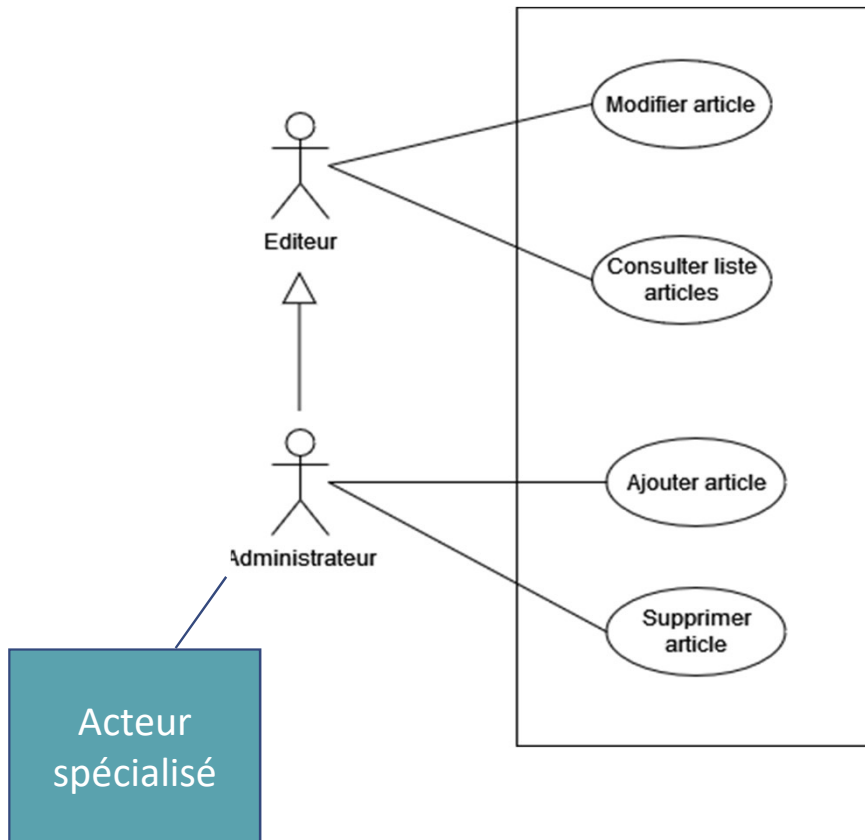 Modifier article
Editeur
Consulter liste
articles
Administrateur
Ajouter article
Supprimer
article
Acteur
spécialisé